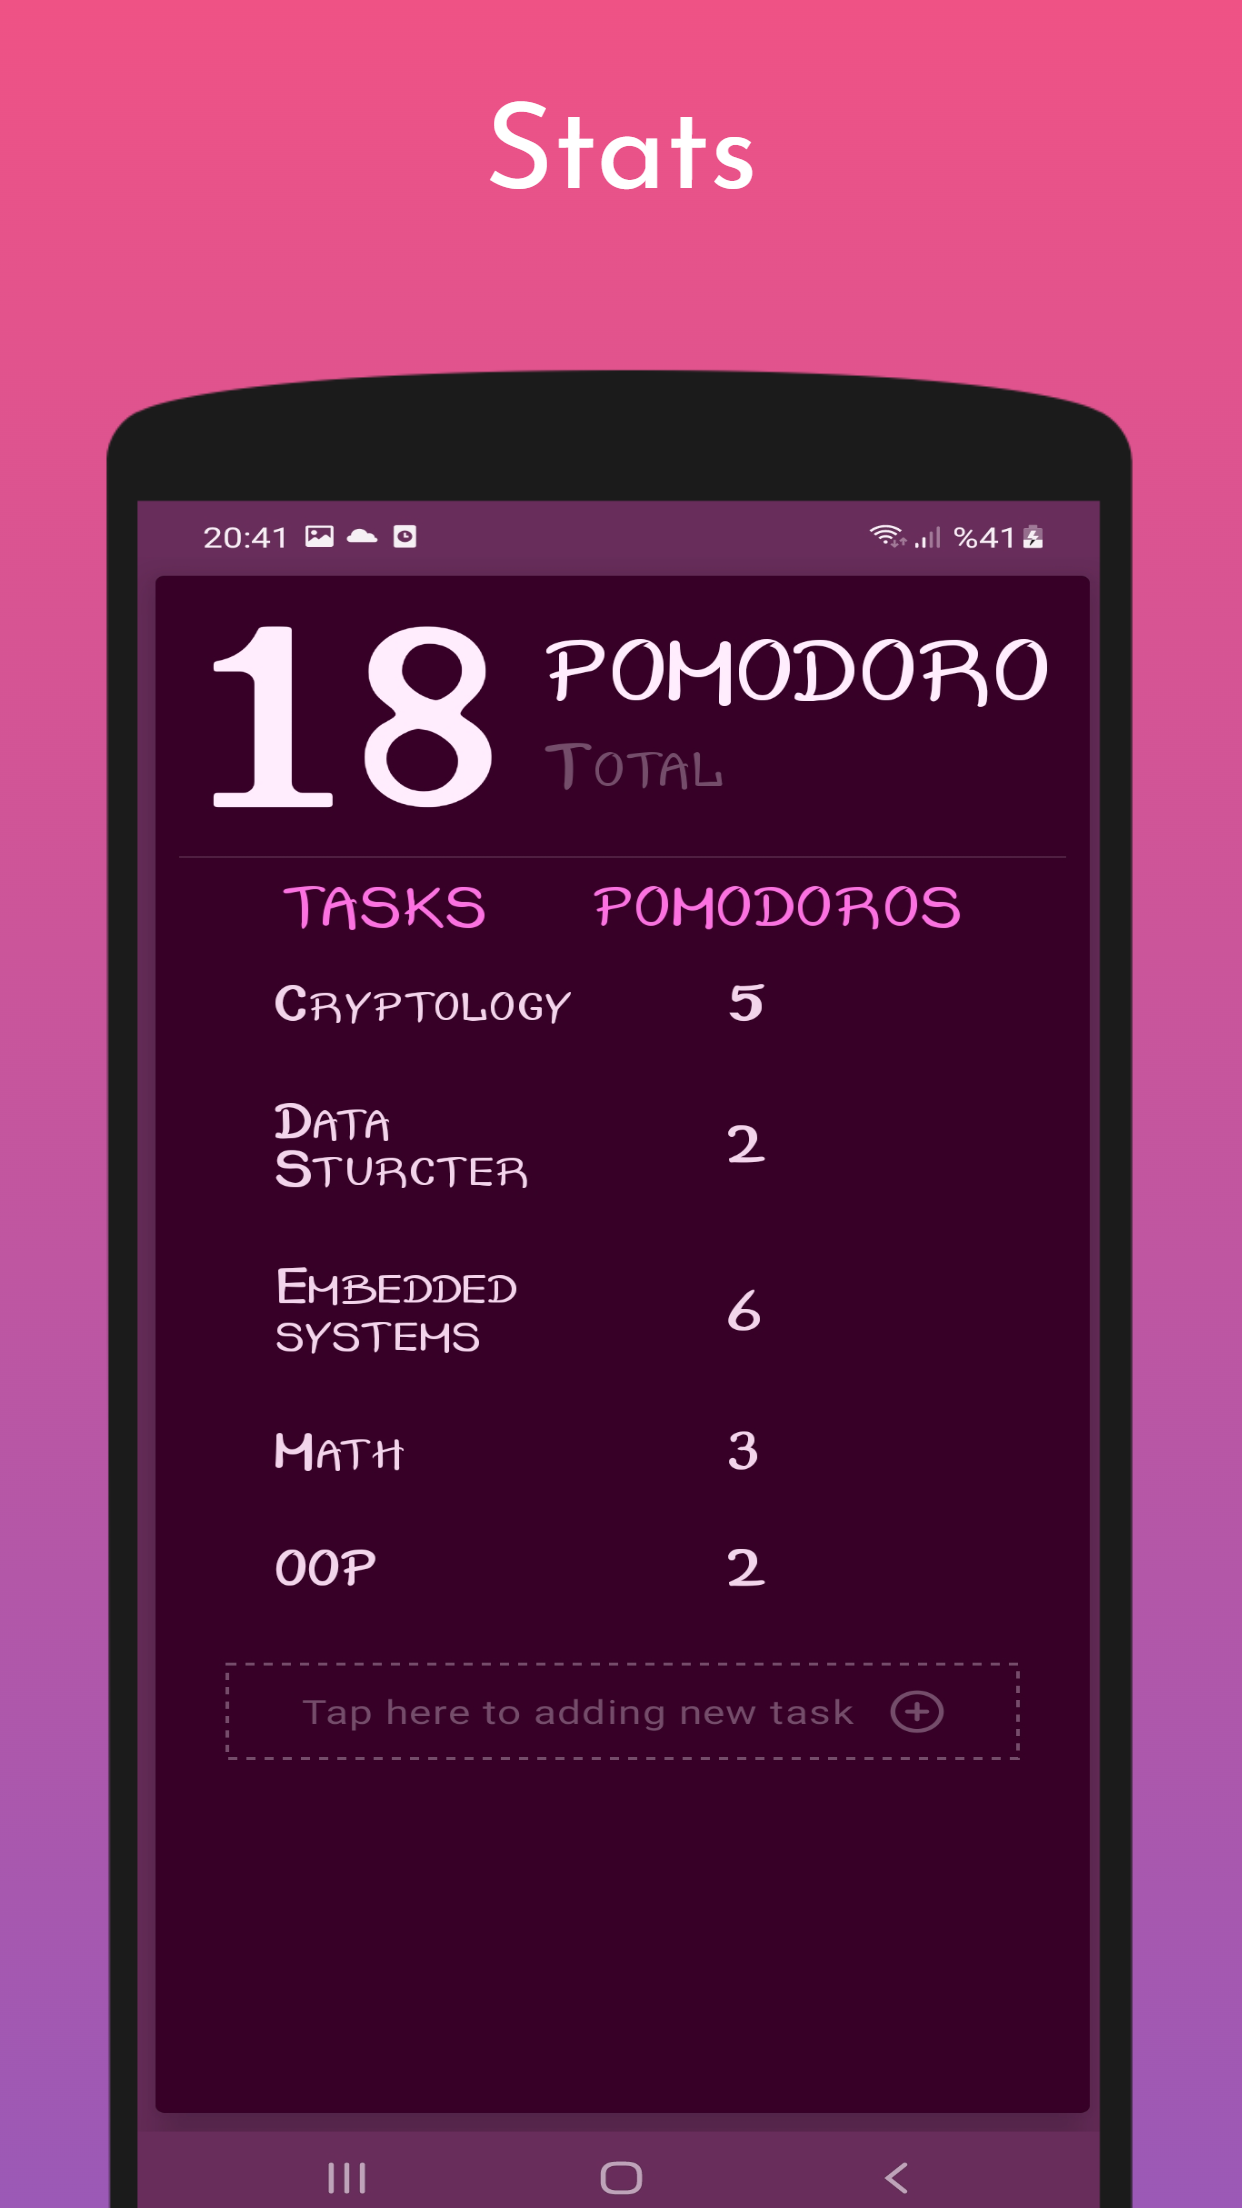 Stats
20:41 %41
18 POMODORO
Total
TASKS POMODOROS
Cryptology 5
Data
Sturcter 2
Embedded
systems 6
Math 3
OOP 2
Tap here to adding new task